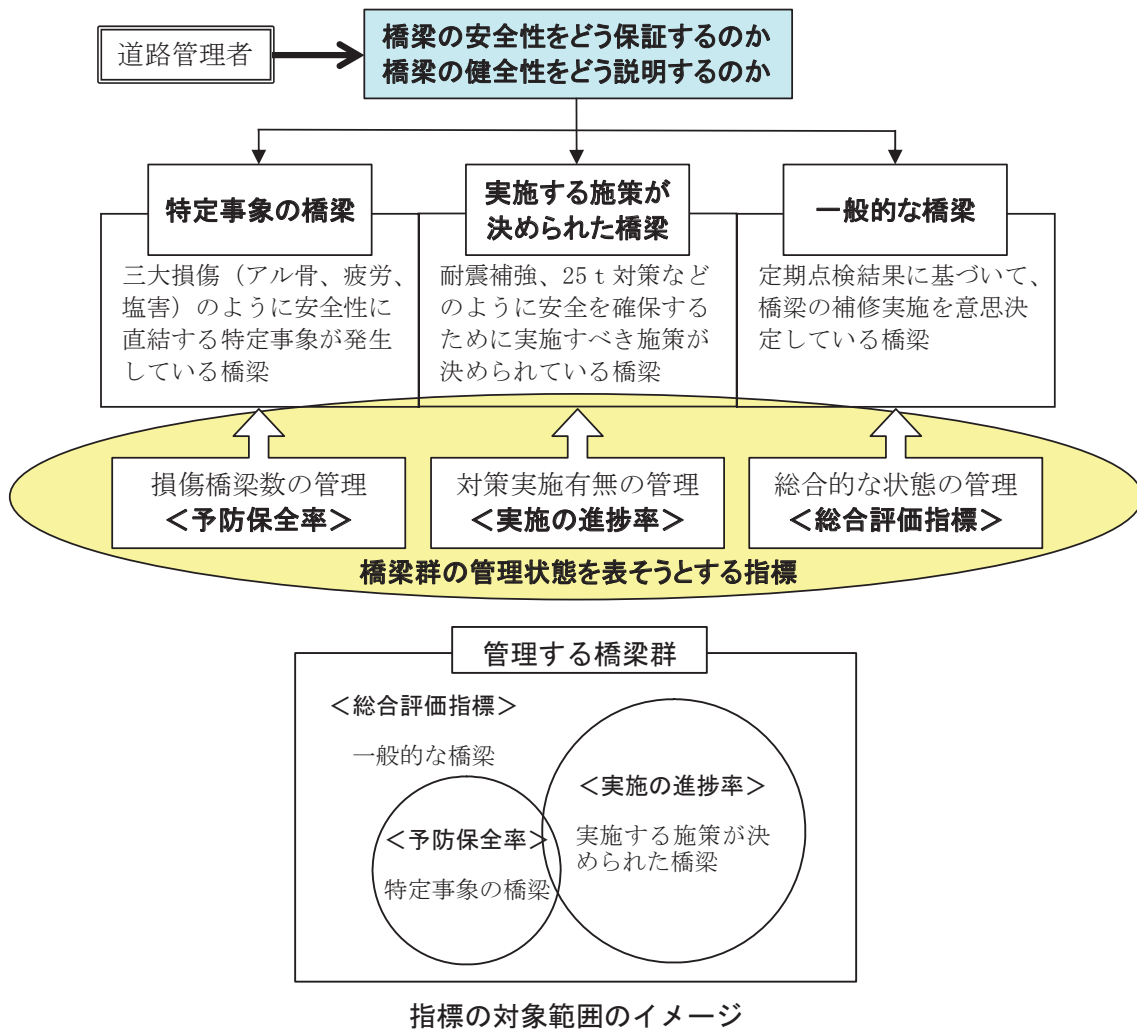 道路管理者
橋梁の安全性をどう保証するのか
橋梁の健全性をどう説明するのか
特定事象の橋梁
三大損傷（アル骨、疲労、
塩害）のように安全性に
直結する特定事象が発生
している橋梁
実施する施策が
決められた橋梁
耐震補強、25ｔ対策などの
ように安全を確保する
ために実施すべき施策が
決められている橋梁
一般的な橋梁
定期点検結果に基づいて、
橋梁の補修実施を意思決
定している橋梁
損傷橋梁数の管理
＜予防保全率＞
対策実施有無の管理
＜実施の進捗率＞
総合的な状態の管理
＜総合評価指標＞
橋梁群の管理状態を表そうとする指標
管理する橋梁群
＜総合評価指標＞
一般的な橋梁
＜実施の進捗率＞
実施する施策が決
められた橋梁
＜予防保全率＞
特定事象の橋梁
指標の対象範囲のイメージ